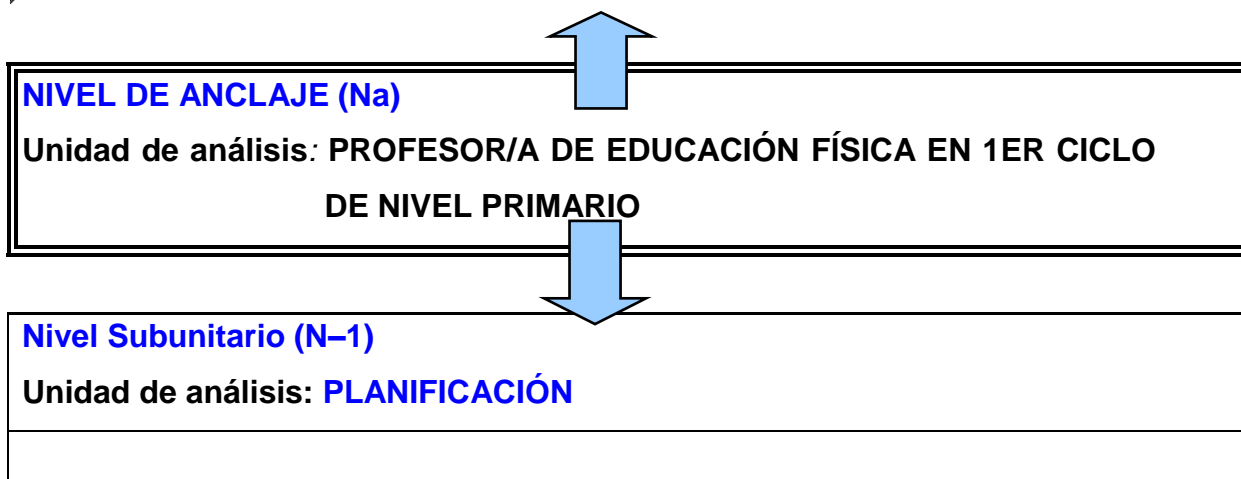 NIVEL DE ANCLAJE (Na)
Unidad de análisis: PROFESOR/A DE EDUCACIÓN FÍSICA EN 1ER CICLO
DE NIVEL PRIMARIO
Nivel Subunitario (N–1)
Unidad de análisis: PLANIFICACIÓN